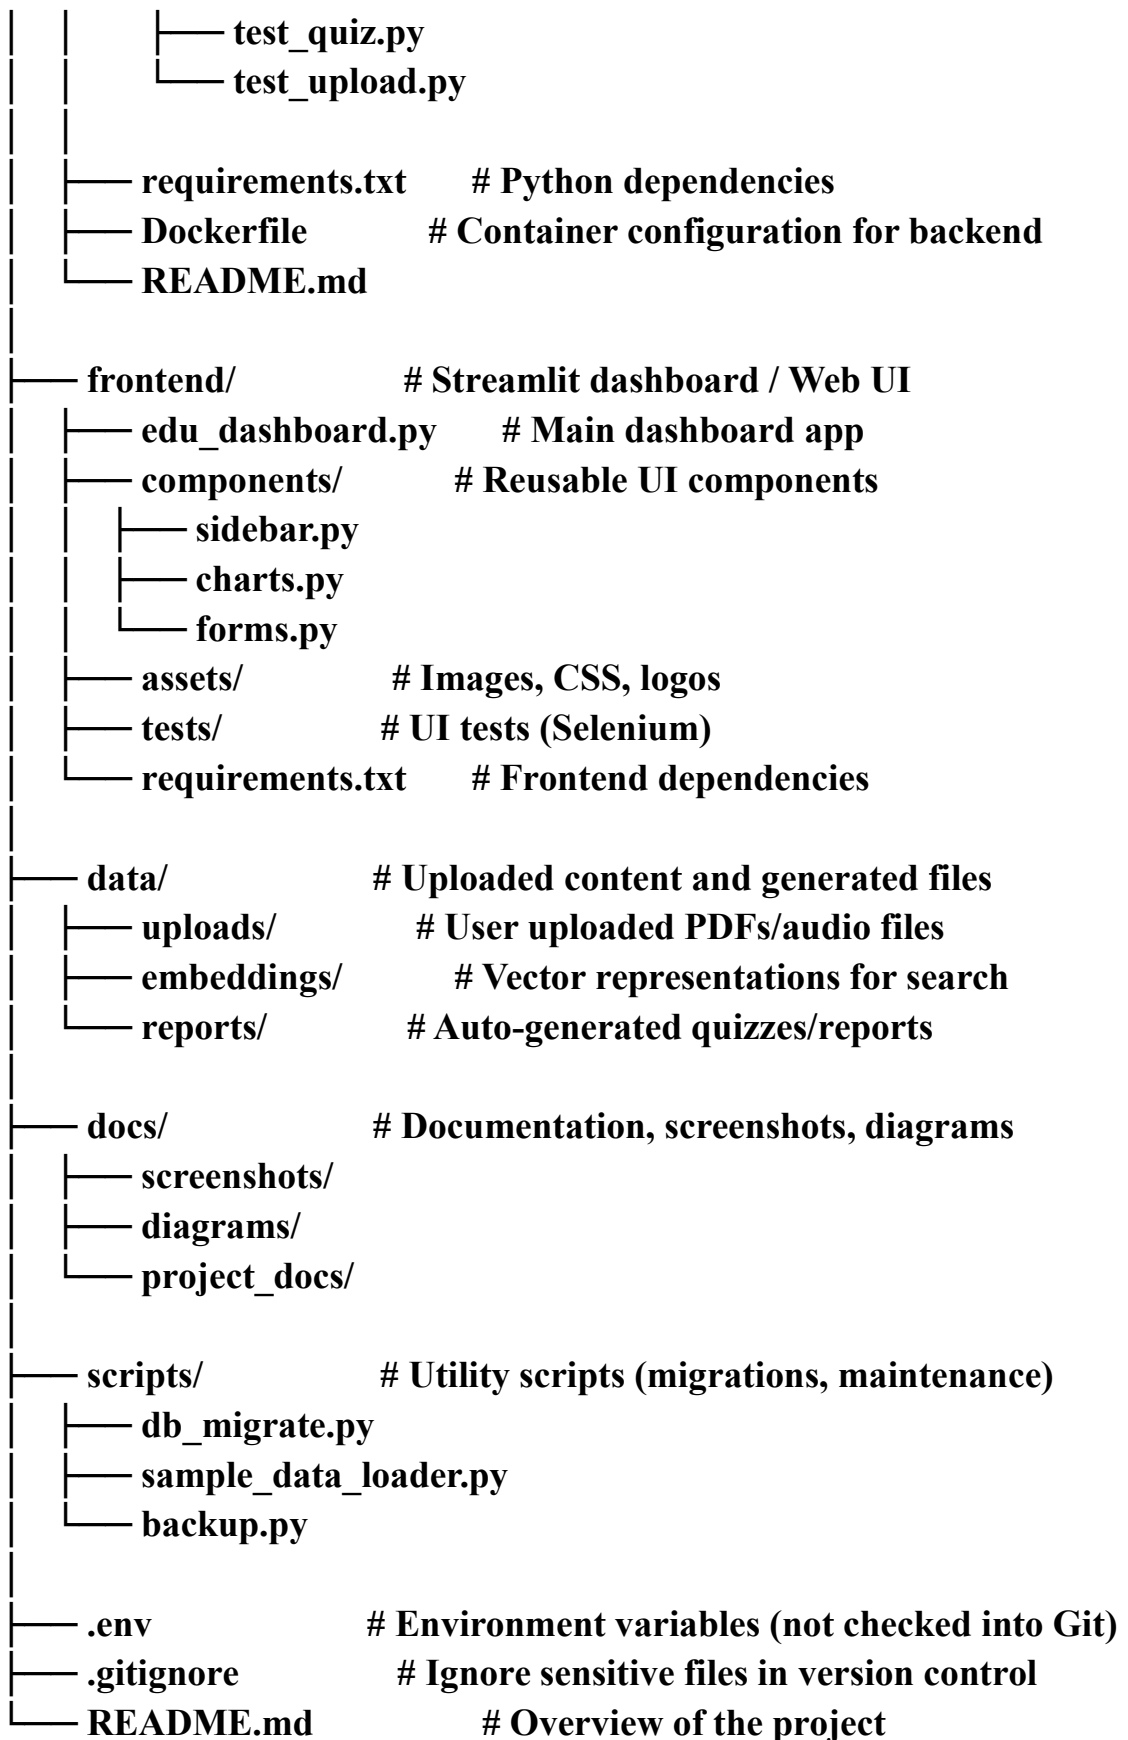 │ │ ├── test_quiz.py
│ │ └── test_upload.py
│ │
│ ├── requirements.txt # Python dependencies
│ ├── Dockerfile # Container configuration for backend
│ └── README.md
│
├── frontend/ # Streamlit dashboard / Web UI
│ ├── edu_dashboard.py # Main dashboard app
│ ├── components/ # Reusable UI components
│ │ ├── sidebar.py
│ │ ├── charts.py
│ │ └── forms.py
│ ├── assets/ # Images, CSS, logos
│ ├── tests/ # UI tests (Selenium)
│ └── requirements.txt # Frontend dependencies
│
├── data/ # Uploaded content and generated files
│ ├── uploads/ # User uploaded PDFs/audio files
│ ├── embeddings/ # Vector representations for search
│ └── reports/ # Auto-generated quizzes/reports
│
├── docs/ # Documentation, screenshots, diagrams
│ ├── screenshots/
│ ├── diagrams/
│ └── project_docs/
│
├── scripts/ # Utility scripts (migrations, maintenance)
│ ├── db_migrate.py
│ ├── sample_data_loader.py
│ └── backup.py
│
├── .env # Environment variables (not checked into Git)
├── .gitignore # Ignore sensitive files in version control
└── README.md # Overview of the project